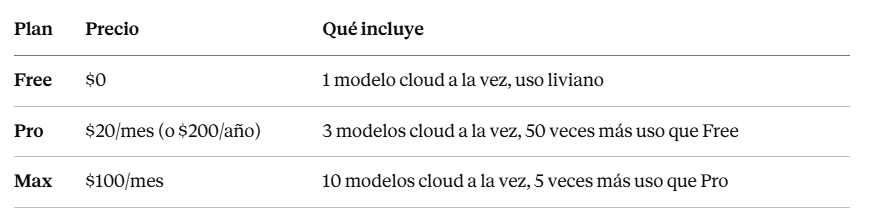 Plan Precio Qué incluye
Free $0 1 modelo cloud a la vez, uso liviano
Pro $20/mes (o $200/año) 3 modelos cloud a la vez, 50 veces más uso que Free
Max $100/mes 10 modelos cloud a la vez, 5 veces más uso que Pro